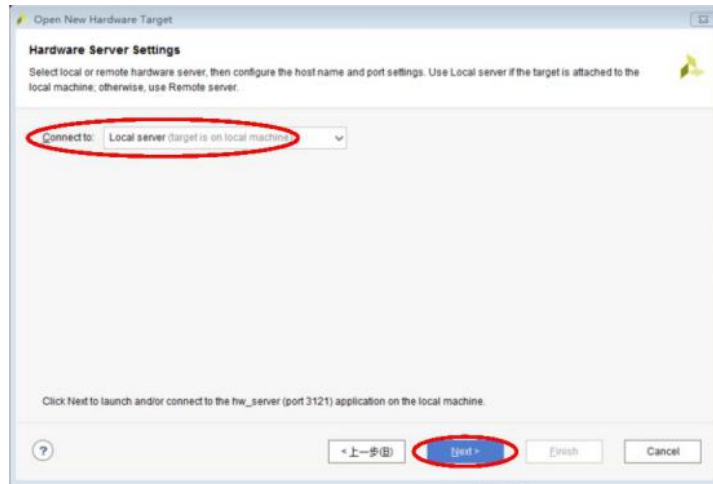 Open New Hardware Target
Hardware Server Settings
Select local or remote hardware server, then configure the host name and port settings. Use Local server if the target is attached to the
local machine; otherwise, use Remote server.
Connect to: Local server (target is on local machine)
Click Next to launch and/or connect to the hw_server (port 3121) application on the local machine.
?
<上一步(B)
Next >
Finish
Cancel